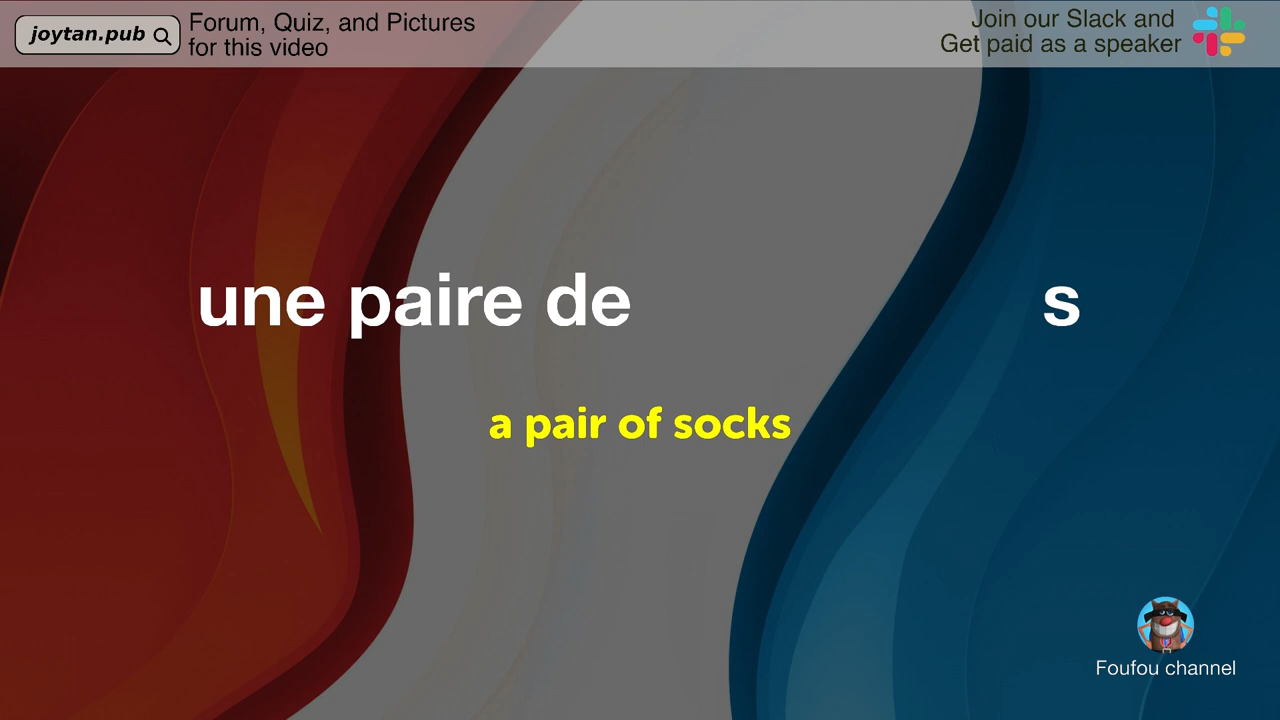 joytan.pub
Forum, Quiz, and Pictures
for this video
Join our Slack and
Get paid as a speaker
une paire de s
a pair of socks
Foufou channel